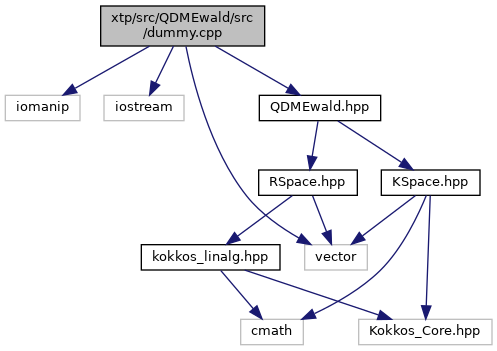 xtp/src/QDMEwald/src
/dummy.cpp
iomanip
iostream
QDMEwald.hpp
RSpace.hpp
KSpace.hpp
kokkos_linalg.hpp
vector
cmath
Kokkos_Core.hpp